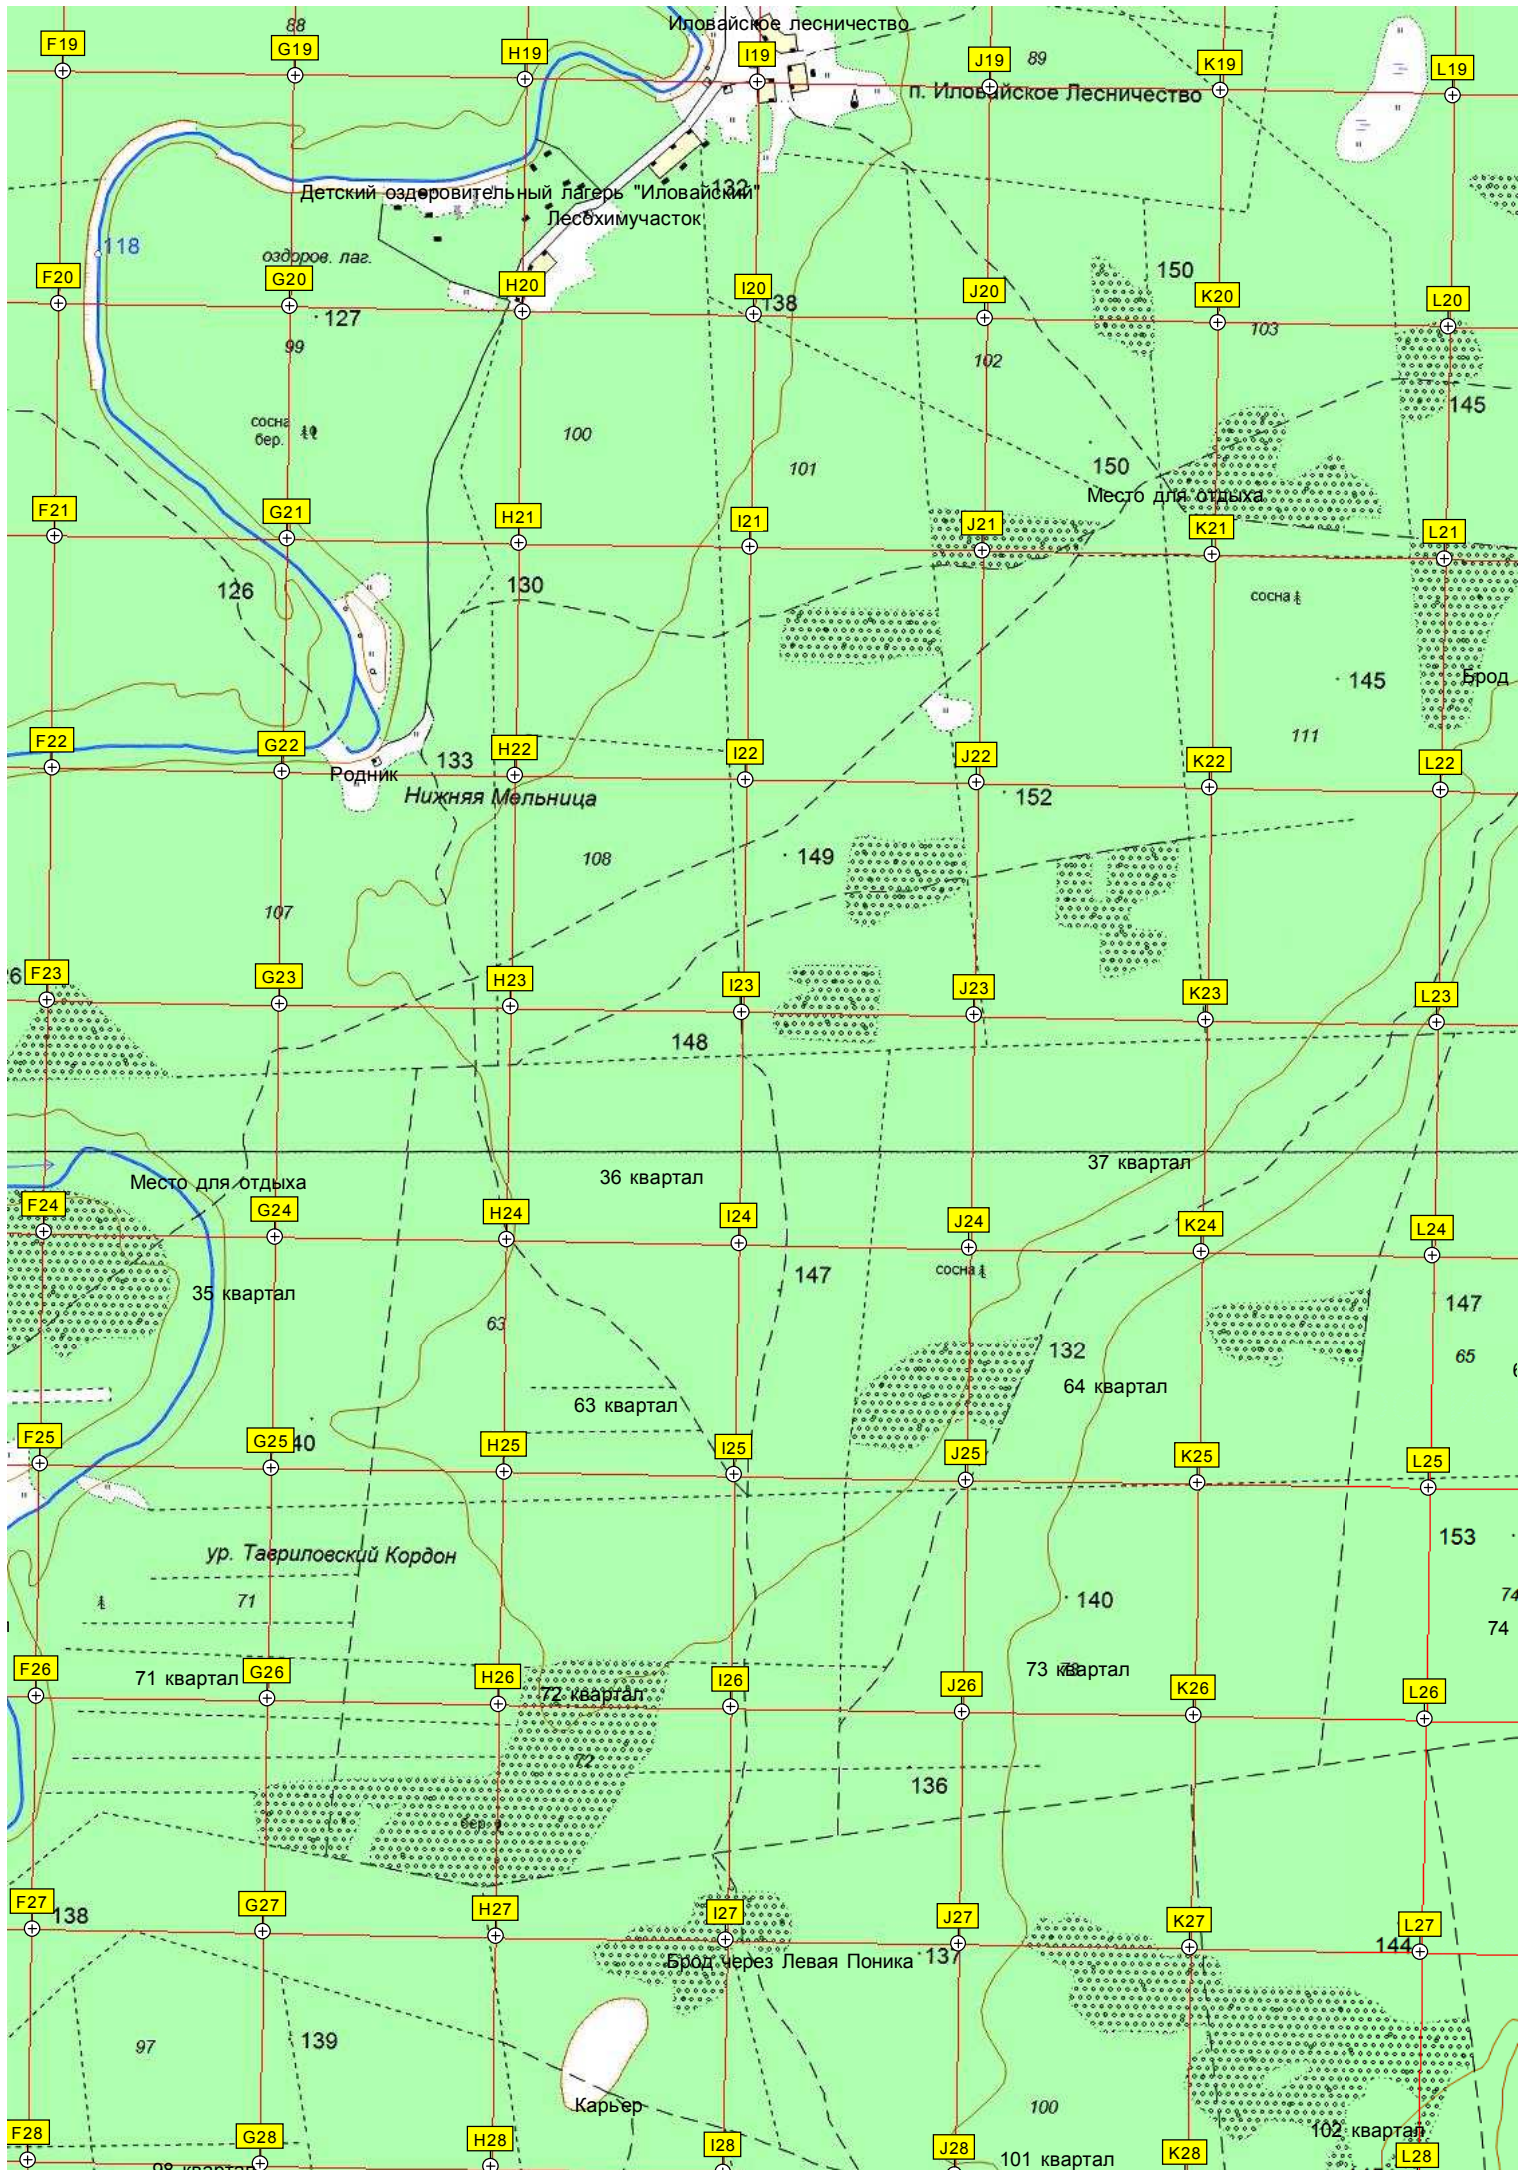 88
Иловайское лесничество
F19
G19
H19
I19
J19
89
K19
L19
п. Иловайское Лесничество
Детский оздоровительный лагерь "Иловайский"
132
Лесохимучасток
118
оздоров. лаг.
150
F20
G20
H20
I20
138
J20
K20
L20
127
103
99
102
145
сосна
бер.
100
101
150
Место для отдыха
F21
G21
H21
I21
J21
K21
L21
126
130
сосна
145
Брод
111
F22
G22
H22
I22
J22
K22
L22
133
Родник
Нижняя Мельница
152
108
149
107
F23
G23
H23
I23
J23
K23
L23
148
36 квартал
37 квартал
Место для отдыха
F24
G24
H24
I24
J24
K24
L24
сосна
147
35 квартал
147
63
132
65
64 квартал
63 квартал
F25
G25
40
H25
I25
J25
K25
L25
153
ур. Тавриловский Кордон
71
140
74
74
F26
71 квартал
G26
H26
72 квартал
I26
J26
73 квартал
K26
L26
72
136
бер.
F27
138
G27
H27
I27
J27
K27
L27
144
Брод через Левая Поника
137
97
139
Карьер
100
102 квартал
F28
G28
H28
I28
J28
101 квартал
K28
L28
98 квартал